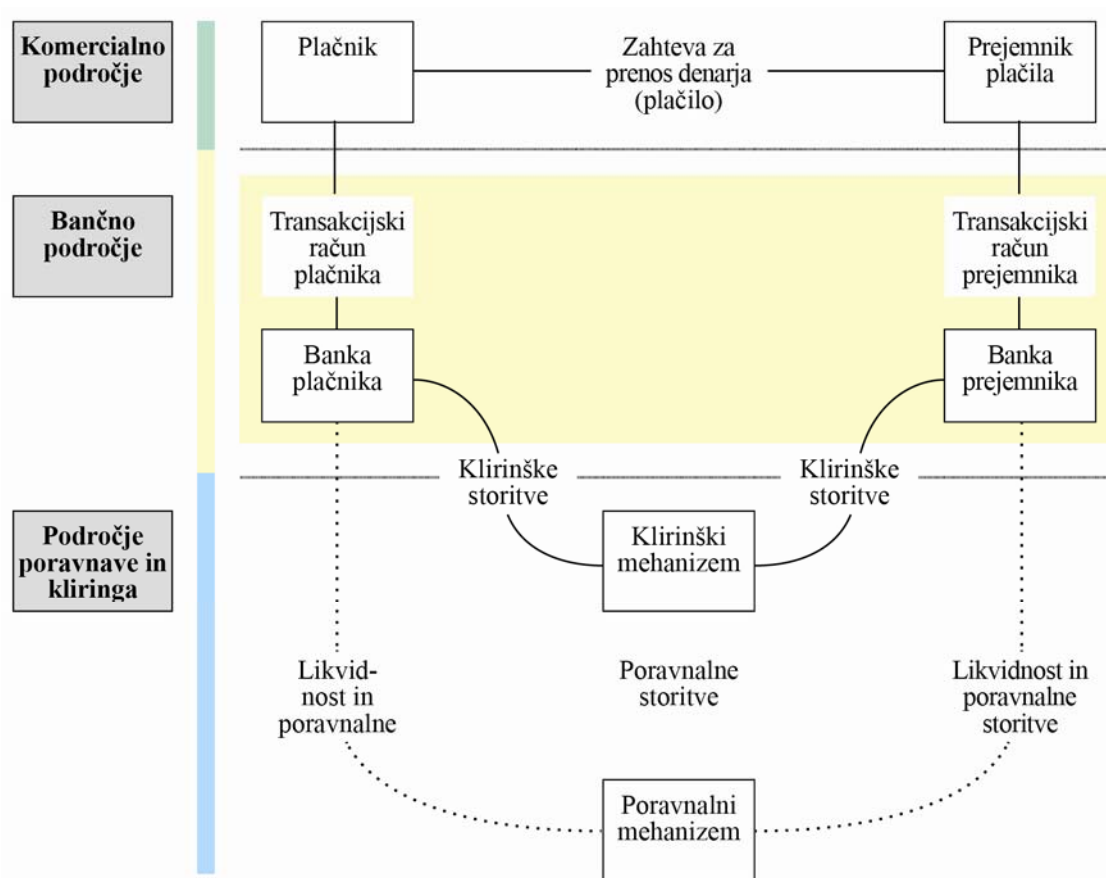 Komercialno
področje
Plačnik
Zahteva za
prenos denarja
(plačilo)
Prejemnik
plačila
Bančno
področje
Transakcijski
račun
plačnika
Transakcijski
račun
prejemnika
Banka
plačnika
Banka
prejemnika
Klirinške
storitve
Klirinške
storitve
Področje
poravnave in
kliringa
Klirinški
mehanizem
Likvid-
nost in
poravnalne
Poravnalne
storitve
Likvidnost in
poravnalne
storitve
Poravnalni
mehanizem